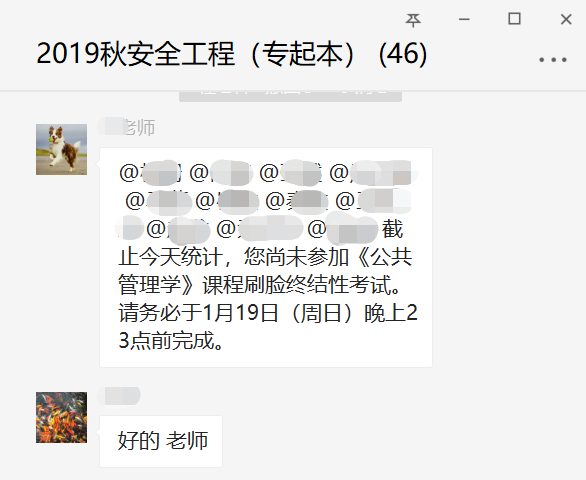 2019秋安全工程（专起本） (46)
老师
@ @ @ @
@ @ @ @
@ @ @ 截
止今天统计，您尚未参加《公共
管理学》课程刷脸终结性考试。
请务必于1月19日（周日）晚上2
3点前完成。
好的 老师